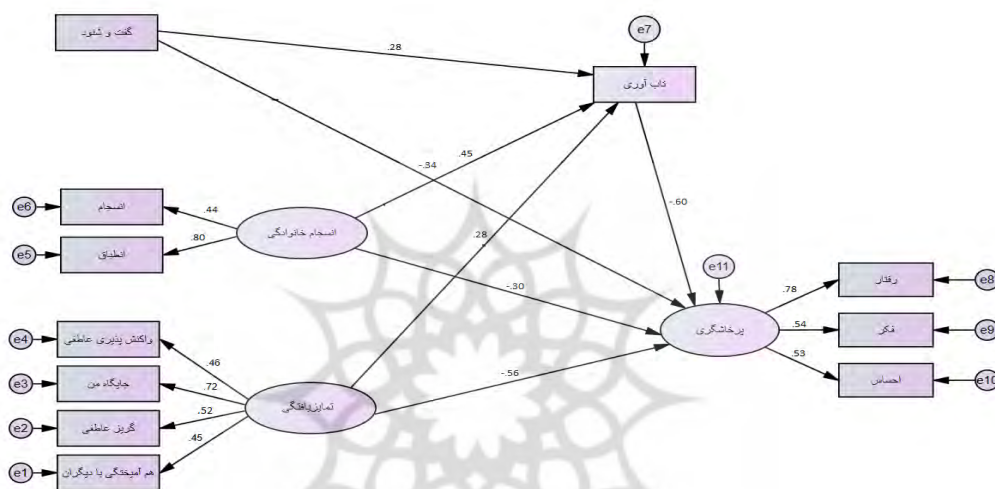 گفت و شنود
e7
تاب آوری
.28
.45
-.34
.28
-.60
e6
انسجام
.44
e5
انطباق
.80
انسجام خانوادگی
-.30
e11
پرخاشگری
.78
رفتار
e8
.54
فکر
e9
.53
احساس
e10
e4
واکنش پذیری عاطفی
.46
e3
جایگاه من
.72
e2
گریز عاطفی
.52
e1
هم آمیختگی با دیگران
.45
تمایزیافتگی
-.56